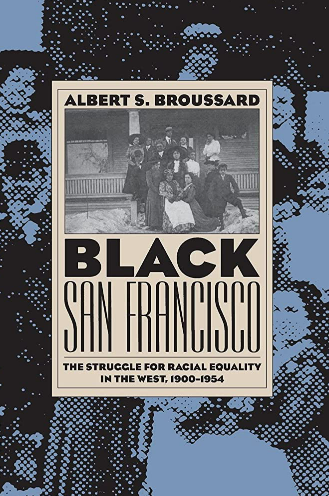 ALBERT S. BROUSSARD
BLACK
SAN FRANCISCO
THE STRUGGLE FOR RACIAL EQUALITY
IN THE WEST, 1900-1954